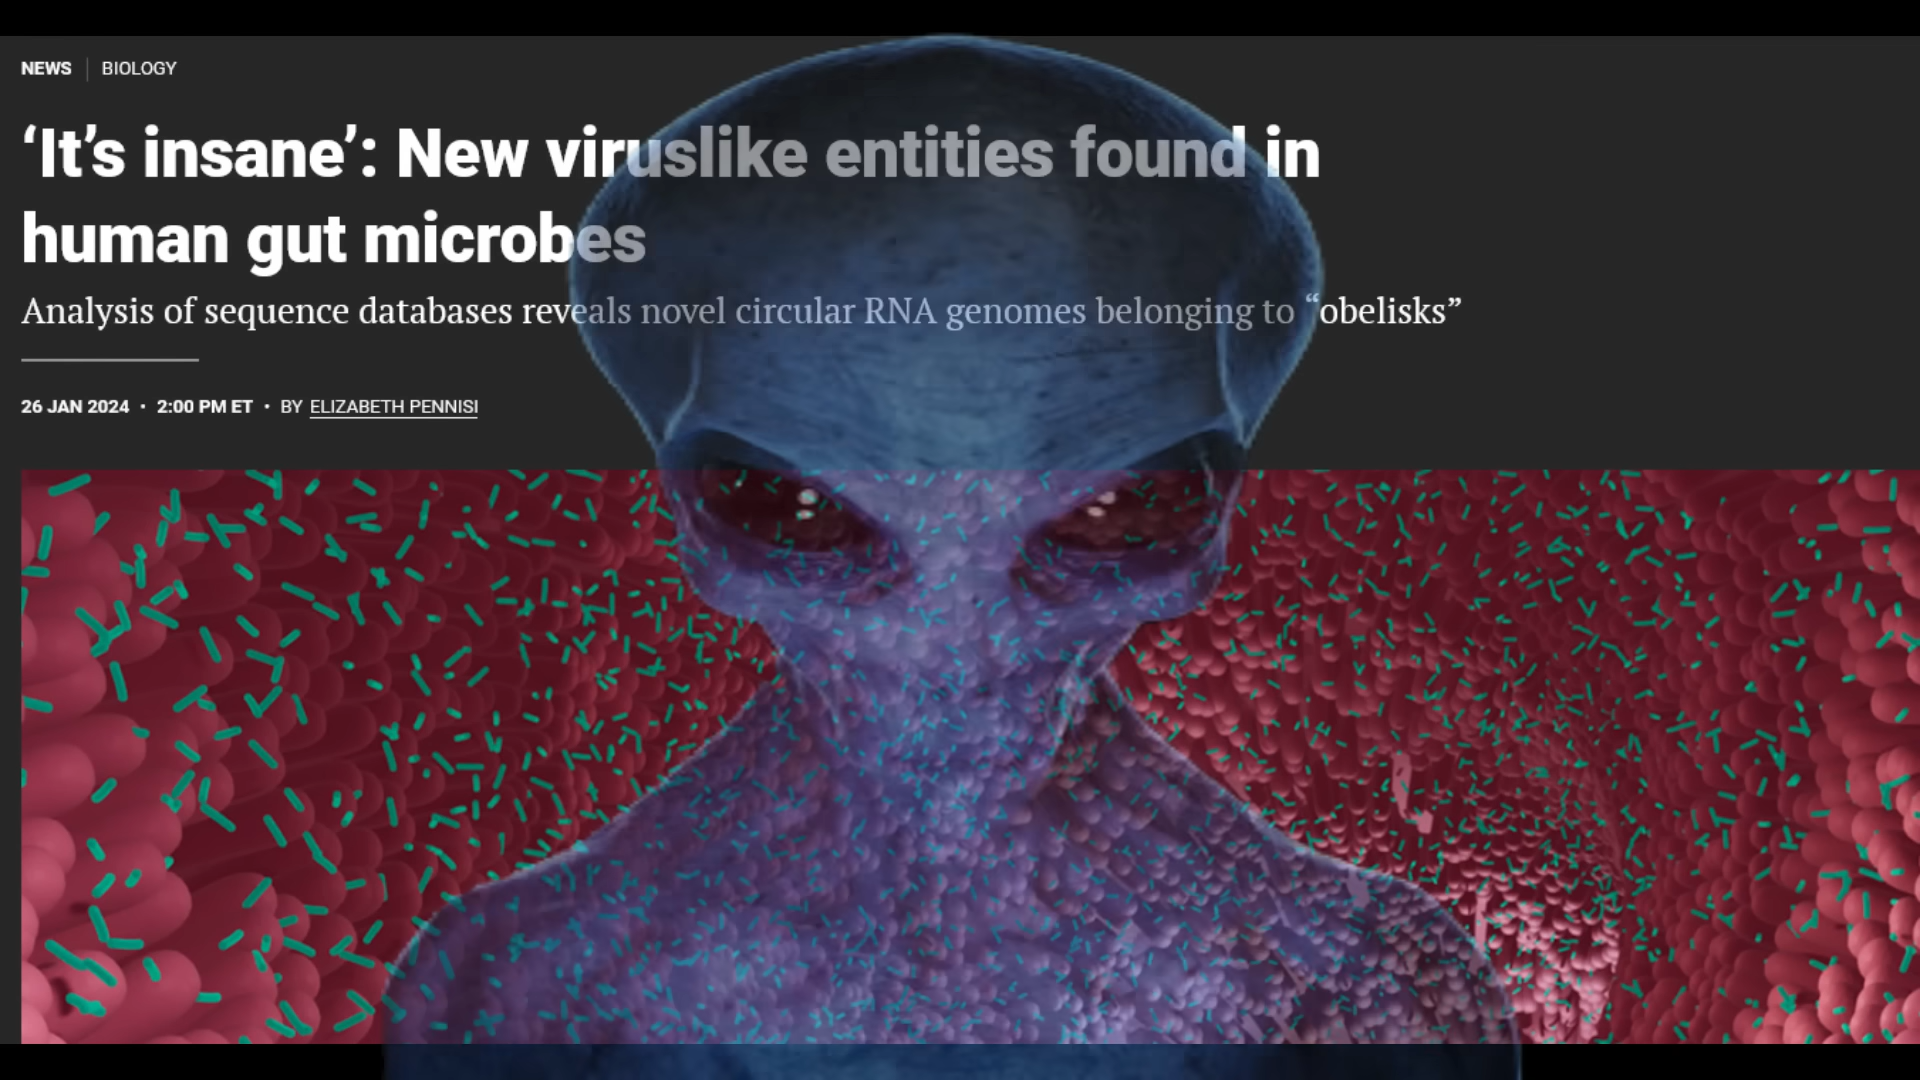 NEWS | BIOLOGY
‘It’s insane’: New viruslike entities found in
human gut microbes
Analysis of sequence databases reveals novel circular RNA genomes belonging to “obelisks”
26 JAN 2024 • 2:00 PM ET • BY ELIZABETH PENNISI